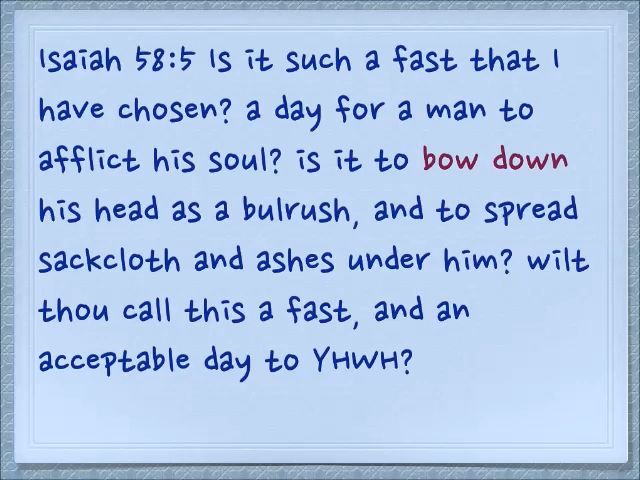 Isaiah 58:5 Is it such a fast that I
have chosen? a day for a man to
afflict his soul? is it to bow down
his head as a bulrush, and to spread
sackcloth and ashes under him? wilt
thou call this a fast, and an
acceptable day to YHWH?